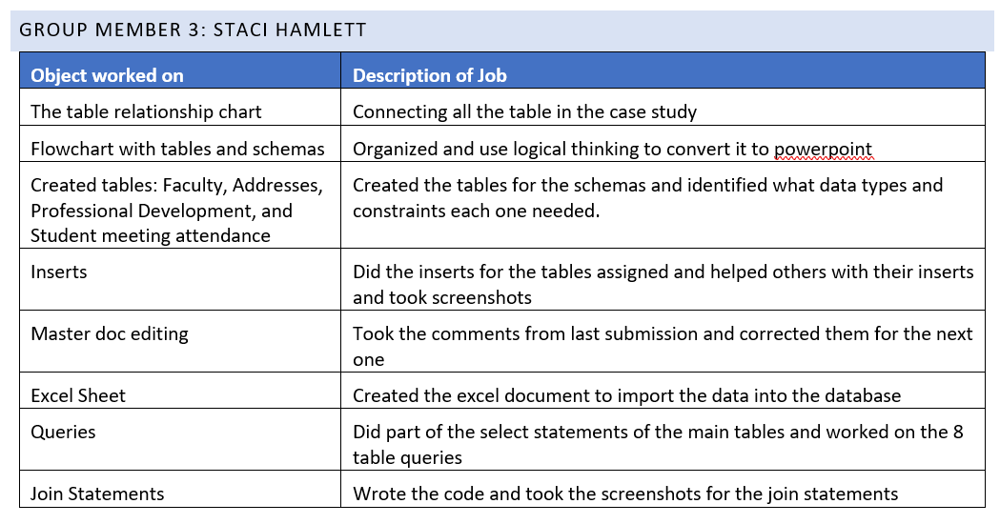 GROUP MEMBER 3: STACI HAMLETT
Object worked on
Description of Job
The table relationship chart
Connecting all the table in the case study
Flowchart with tables and schemas
Organized and use logical thinking to convert it to powerpoint
Created tables: Faculty, Addresses,
Professional Development, and
Student meeting attendance
Created the tables for the schemas and identified what data types and
constraints each one needed.
Inserts
Did the inserts for the tables assigned and helped others with their inserts
and took screenshots
Master doc editing
Took the comments from last submission and corrected them for the next
one
Excel Sheet
Created the excel document to import the data into the database
Queries
Did part of the select statements of the main tables and worked on the 8
table queries
Join Statements
Wrote the code and took the screenshots for the join statements